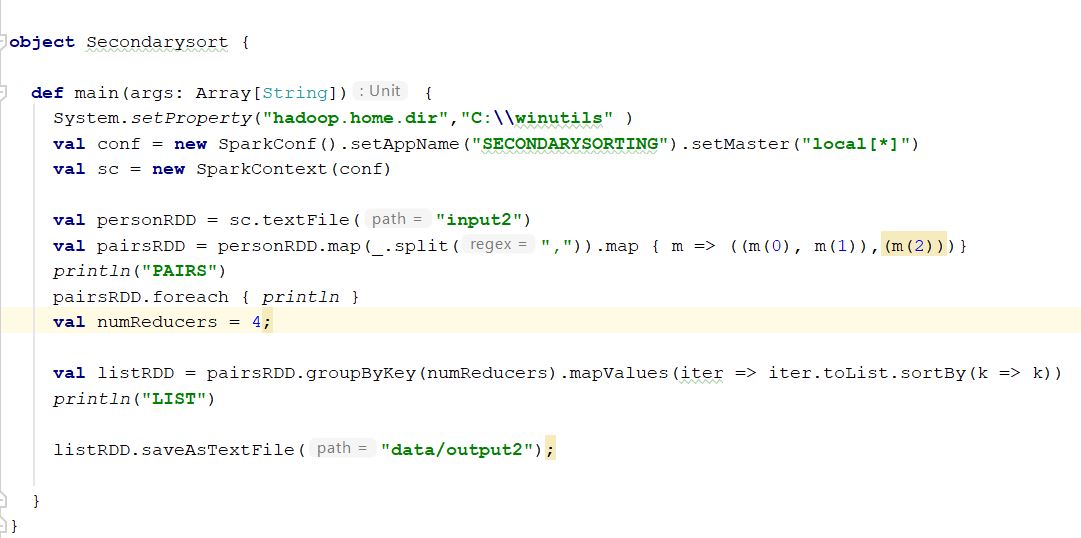 object Secondarysort {
def main(args: Array[String]) : Unit {
System.setProperty("hadoop.home.dir","C:\\winutils" )
val conf = new SparkConf().setAppName("SECONDARYSORTING").setMaster("local[*]")
val sc = new SparkContext(conf)
val personRDD = sc.textFile( path = "input2")
val pairsRDD = personRDD.map(_.split( regex = ",")).map { m => ((m(0), m(1)),(m(2)))}
println("PAIRS")
pairsRDD.foreach { println }
val numReducers = 4;
val listRDD = pairsRDD.groupByKey(numReducers).mapValues(iter => iter.toList.sortBy(k => k))
println("LIST")
listRDD.saveAsTextFile( path = "data/output2");
}
}